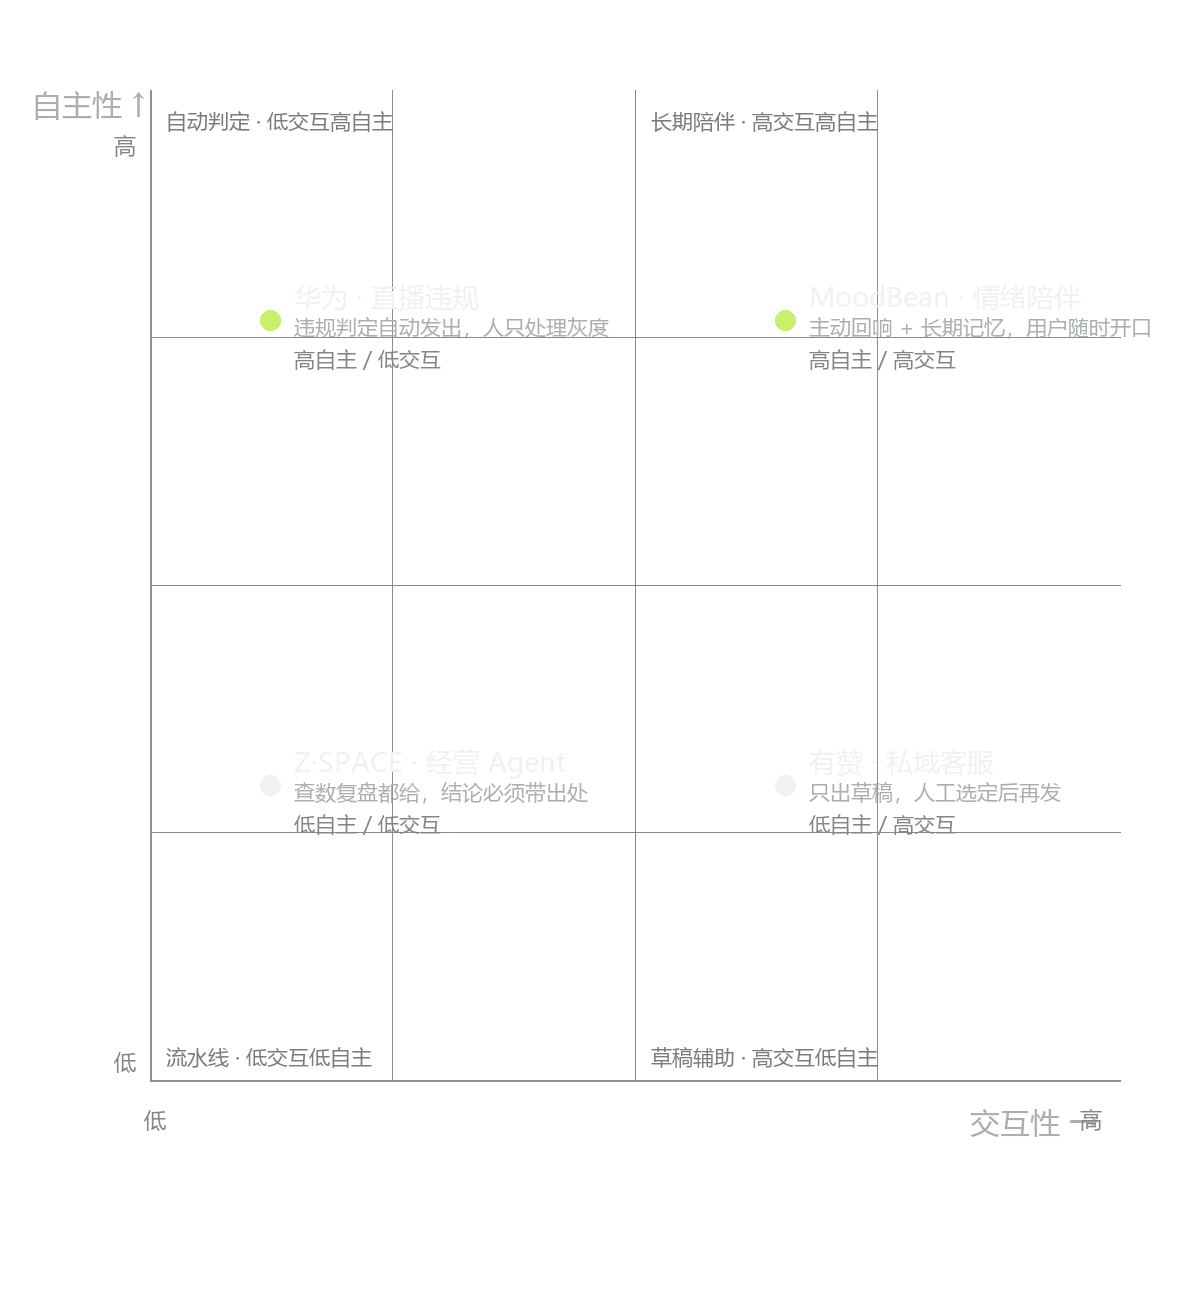 自主性 ↑
高
自动判定 · 低交互高自主
长期陪伴 · 高交互高自主
华为 · 直播违规
违规判定自动发出，人只处理灰度
高自主 / 低交互
MoodBean · 情绪陪伴
主动回响 + 长期记忆，用户随时开口
高自主 / 高交互
Z·SPACE · 经营 Agent
查数复盘都给，结论必须带出处
低自主 / 低交互
有赞 · 私域客服
只出草稿，人工选定后再发
低自主 / 高交互
低
流水线 · 低交互低自主
草稿辅助 · 高交互低自主
低
交互性 →
高